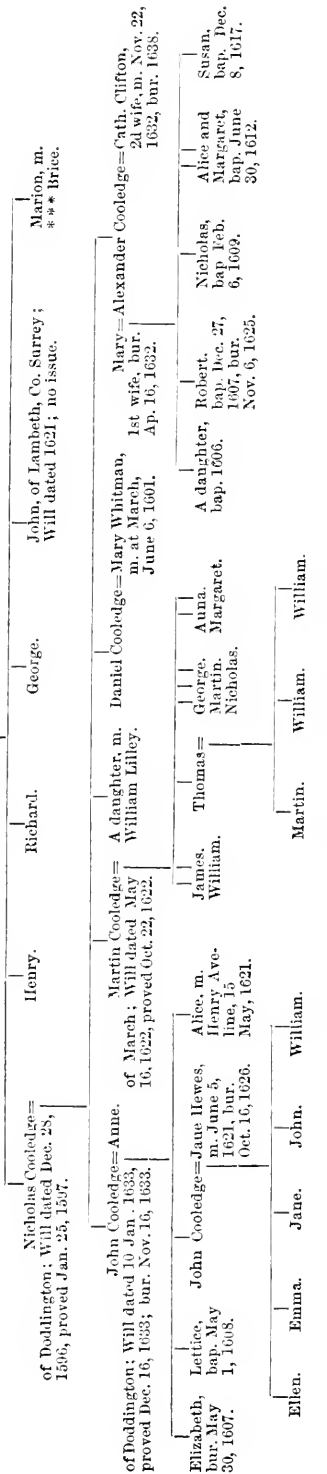 Nicholas Cooledge=
of Doddington; Will dated Dec. 28,
1596, proved Jan. 25, 1597.
Henry.
Richard.
George.
John, of Lambeth, Co. Surrey;
Will dated 1621; no issue.
Marion, m.
* * * Brice.
John Cooledge=Anne.
of Doddington; Will dated 10 Jan. 1633,
proved Dec. 16, 1633; bur. Nov. 16, 1633.
Martin Cooledge=
of March; Will dated May
16, 1622, proved Oct. 22, 1622.
A daughter, m.
William Lilley.
Daniel Cooledge=Mary Whitman,
m. at March,
June 6, 1601.
Mary=Alexander Cooledge=Cath. Clifton,
1st wife, bur.
Ap. 16, 1632.
2d wife, m. Nov. 22,
1632, bur. 1638.
Elizabeth,
bur. May
30, 1607.
Lettice,
bap. May
1, 1608.
John Cooledge=Jane Hewes,
m. June 5,
1621, bur.
Oct. 16, 1626.
Alice, m.
Henry Ave-
line, 15
May, 1621.
James.
William.
Thomas=
George.
Martin.
Nicholas.
Anna.
Margaret.
A daughter,
bap. 1606.
Robert.
bap. Dec. 27,
1607, bur.
Nov. 6, 1625.
Nicholas,
bap Feb.
6, 1609.
Alice and
Margaret,
bap. June
30, 1612.
Susan,
bap. Dec.
8, 1617.
Ellen.
Emma.
Jane.
John.
William.
Martin.
William.
William.